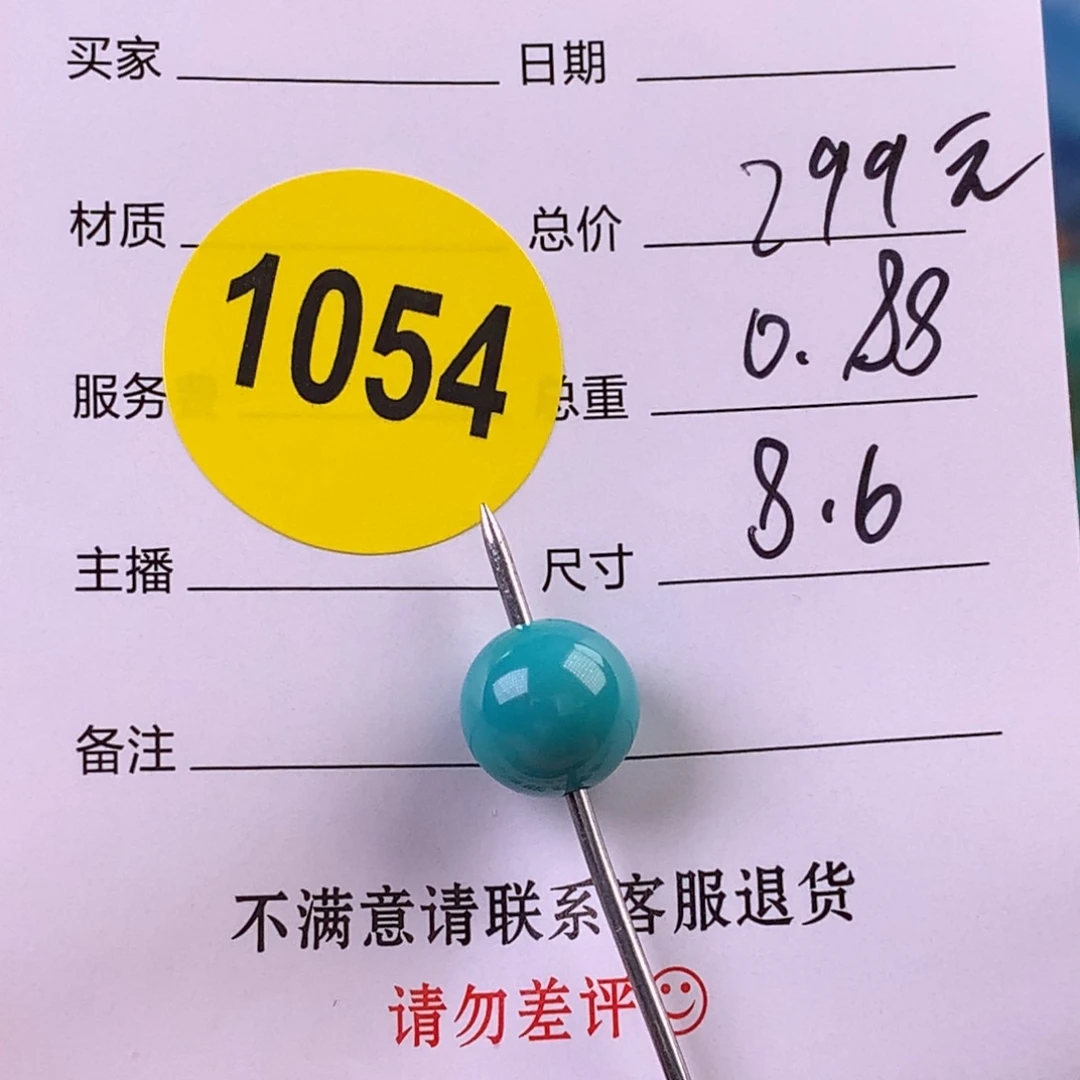 买家 日期
材质 总价 299元
1054
服务 总重 0.88
主播 尺寸 8.6
备注
不满意请联系客服退货
请勿差评